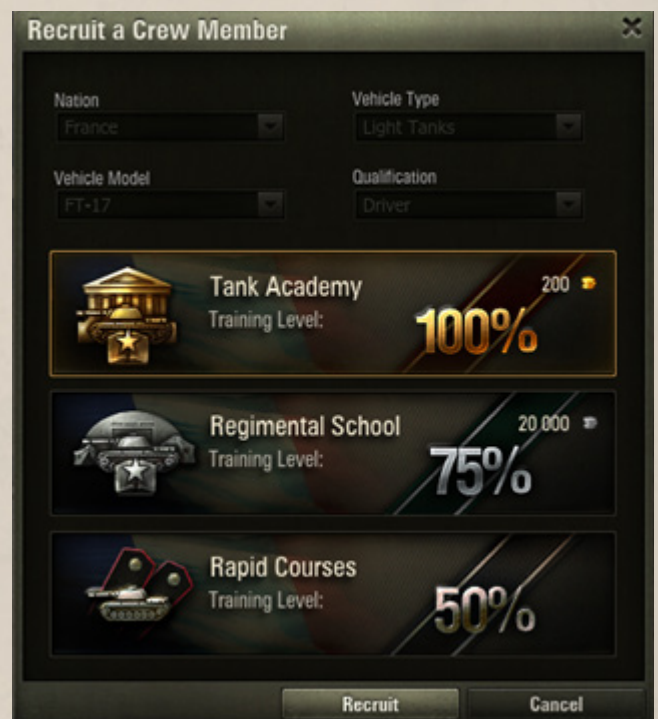 Recruit a Crew Member
Nation
Vehicle Type
France
Light Tanks
Vehicle Model
Qualification
FT-17
Driver
Tank Academy
200
Training Level:
100%
Regimental School
20 000
Training Level:
75%
Rapid Courses
Training Level:
50%
Recruit
Cancel